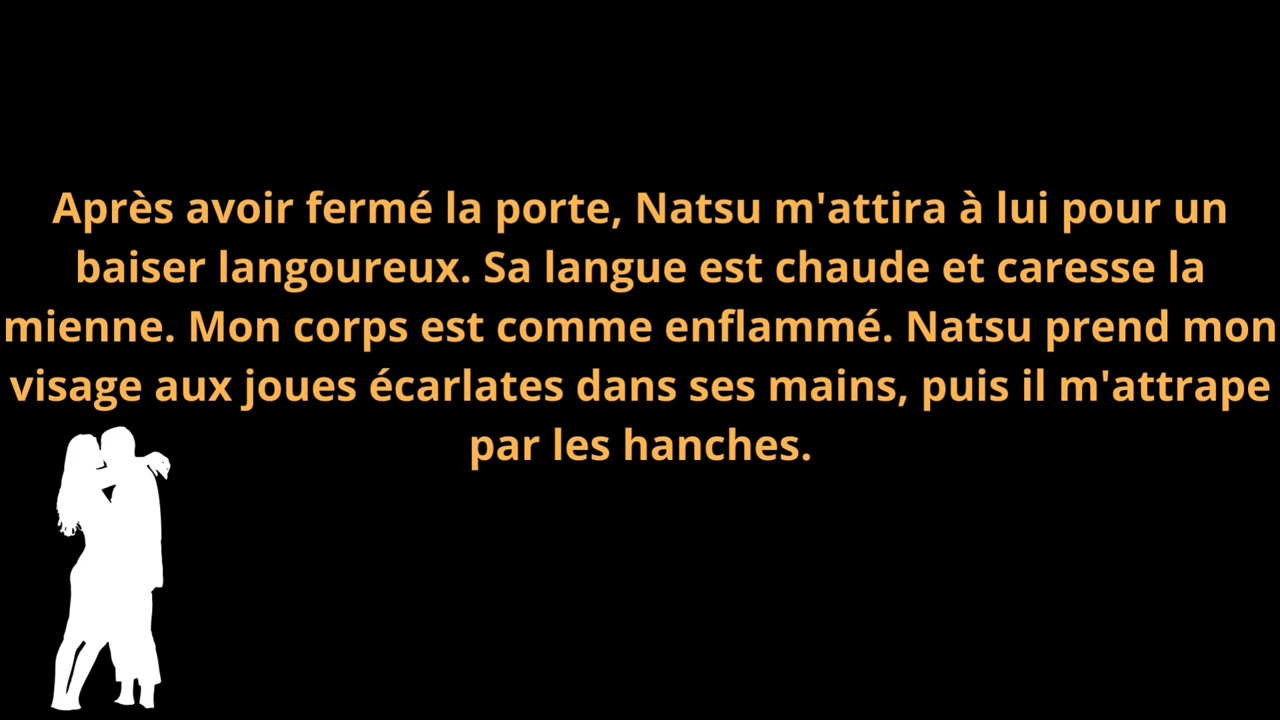 Après avoir fermé la porte, Natsu m'attira à lui pour un
baiser langoureux. Sa langue est chaude et caresse la
mienne. Mon corps est comme enflammé. Natsu prend mon
visage aux joues écarlates dans ses mains, puis il m'attrape
par les hanches.